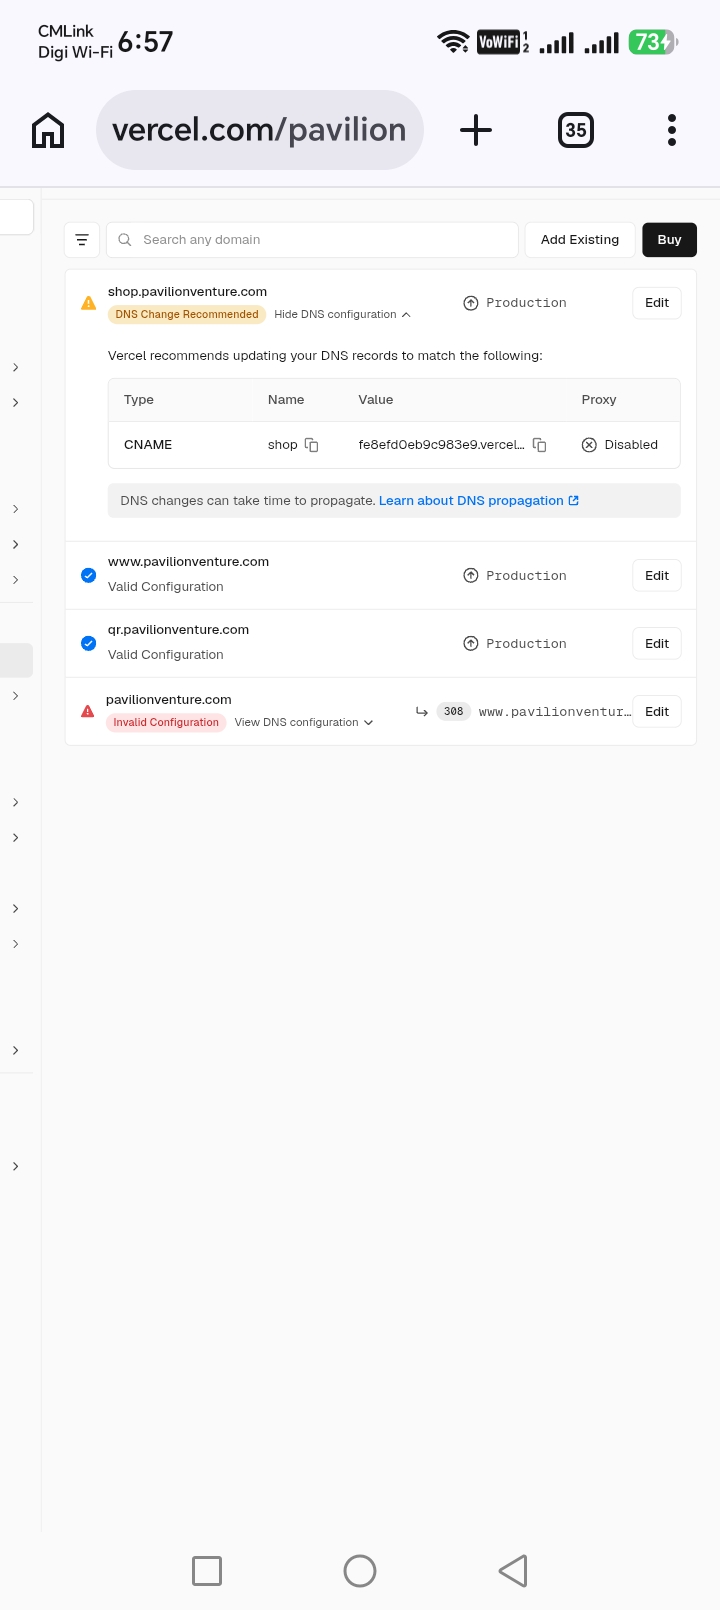 CMLink
Digi Wi-Fi
6:57
VoWiFi 1 2
73
vercel.com/pavilion
35
Search any domain
Add Existing
Buy
shop.pavilionventure.com
DNS Change Recommended
Hide DNS configuration
Production
Edit
Vercel recommends updating your DNS records to match the following:
Type Name Value Proxy
CNAME shop fe8efd0eb9c983e9.vercel… Disabled
DNS changes can take time to propagate. Learn about DNS propagation
www.pavilionventure.com
Valid Configuration
Production
Edit
qr.pavilionventure.com
Valid Configuration
Production
Edit
pavilionventure.com
Invalid Configuration
View DNS configuration
308 www.pavilionventur…
Edit